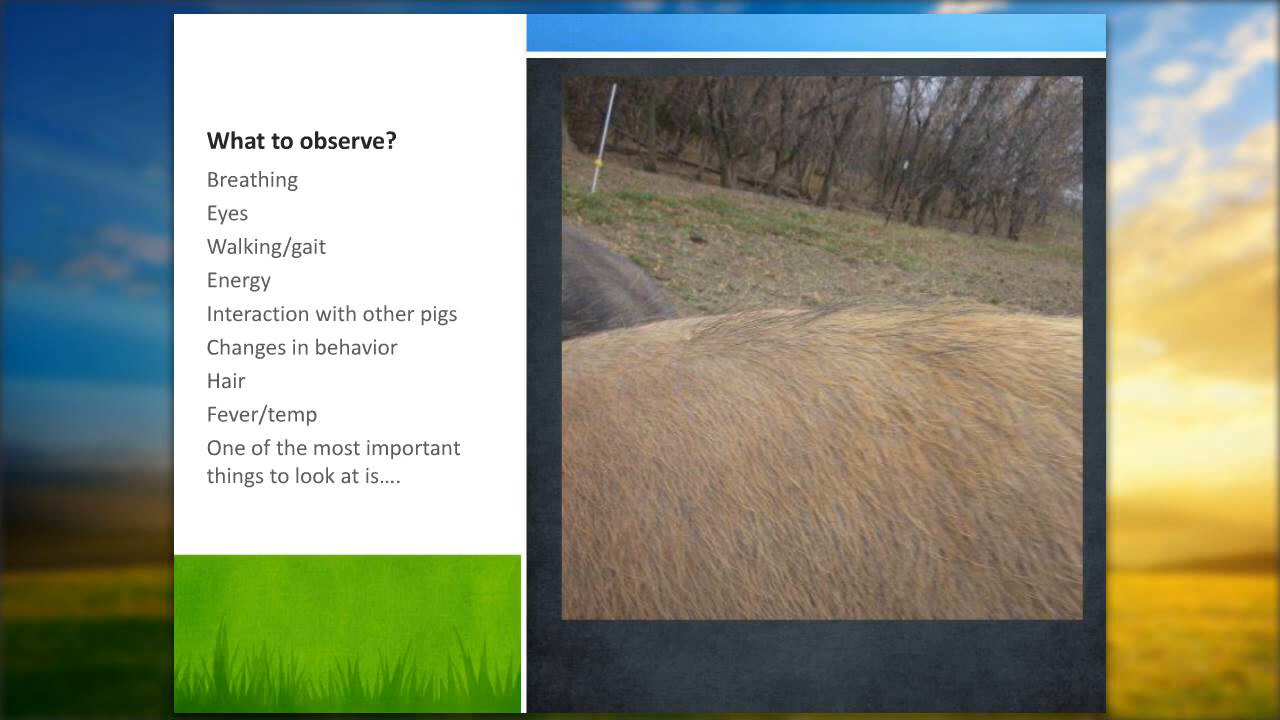 What to observe?
Breathing
Eyes
Walking/gait
Energy
Interaction with other pigs
Changes in behavior
Hair
Fever/temp
One of the most important
things to look at is....